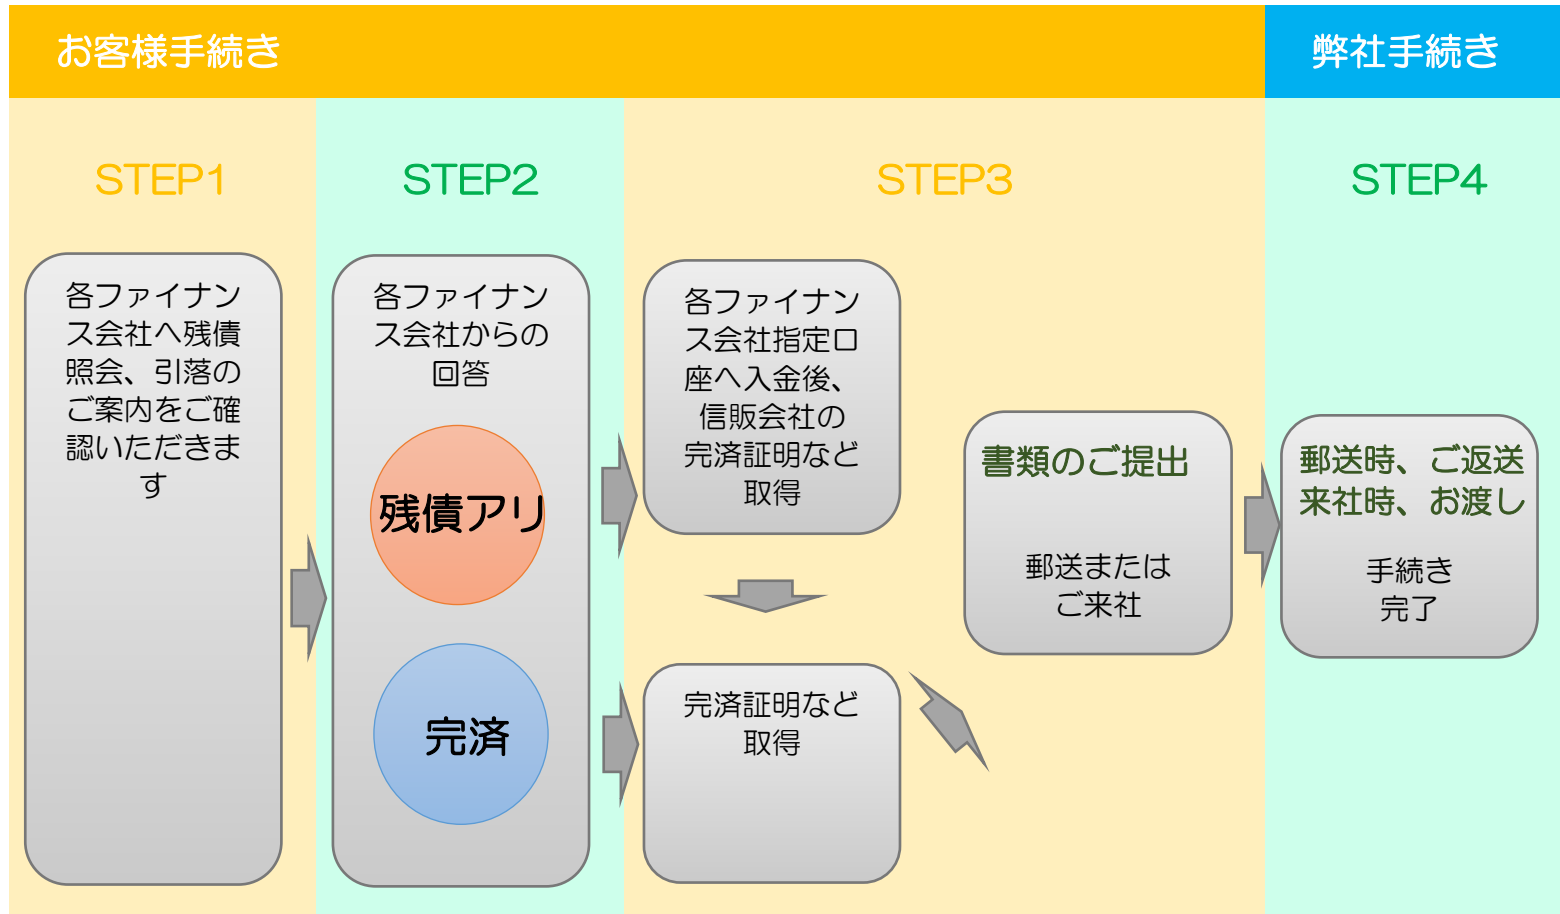 お客様手続き
弊社手続き
STEP1
STEP2
STEP3
STEP4
各ファイナン
ス会社へ残債
照会、引落の
ご案内をご確
認いただきま
す
各ファイナン
ス会社からの
回答
残債アリ
完済
各ファイナン
ス会社指定口
座へ入金後、
信販会社の
完済証明など
取得
完済証明など
取得
書類のご提出
郵送または
ご来社
郵送時、ご返送
来社時、お渡し
手続き
完了